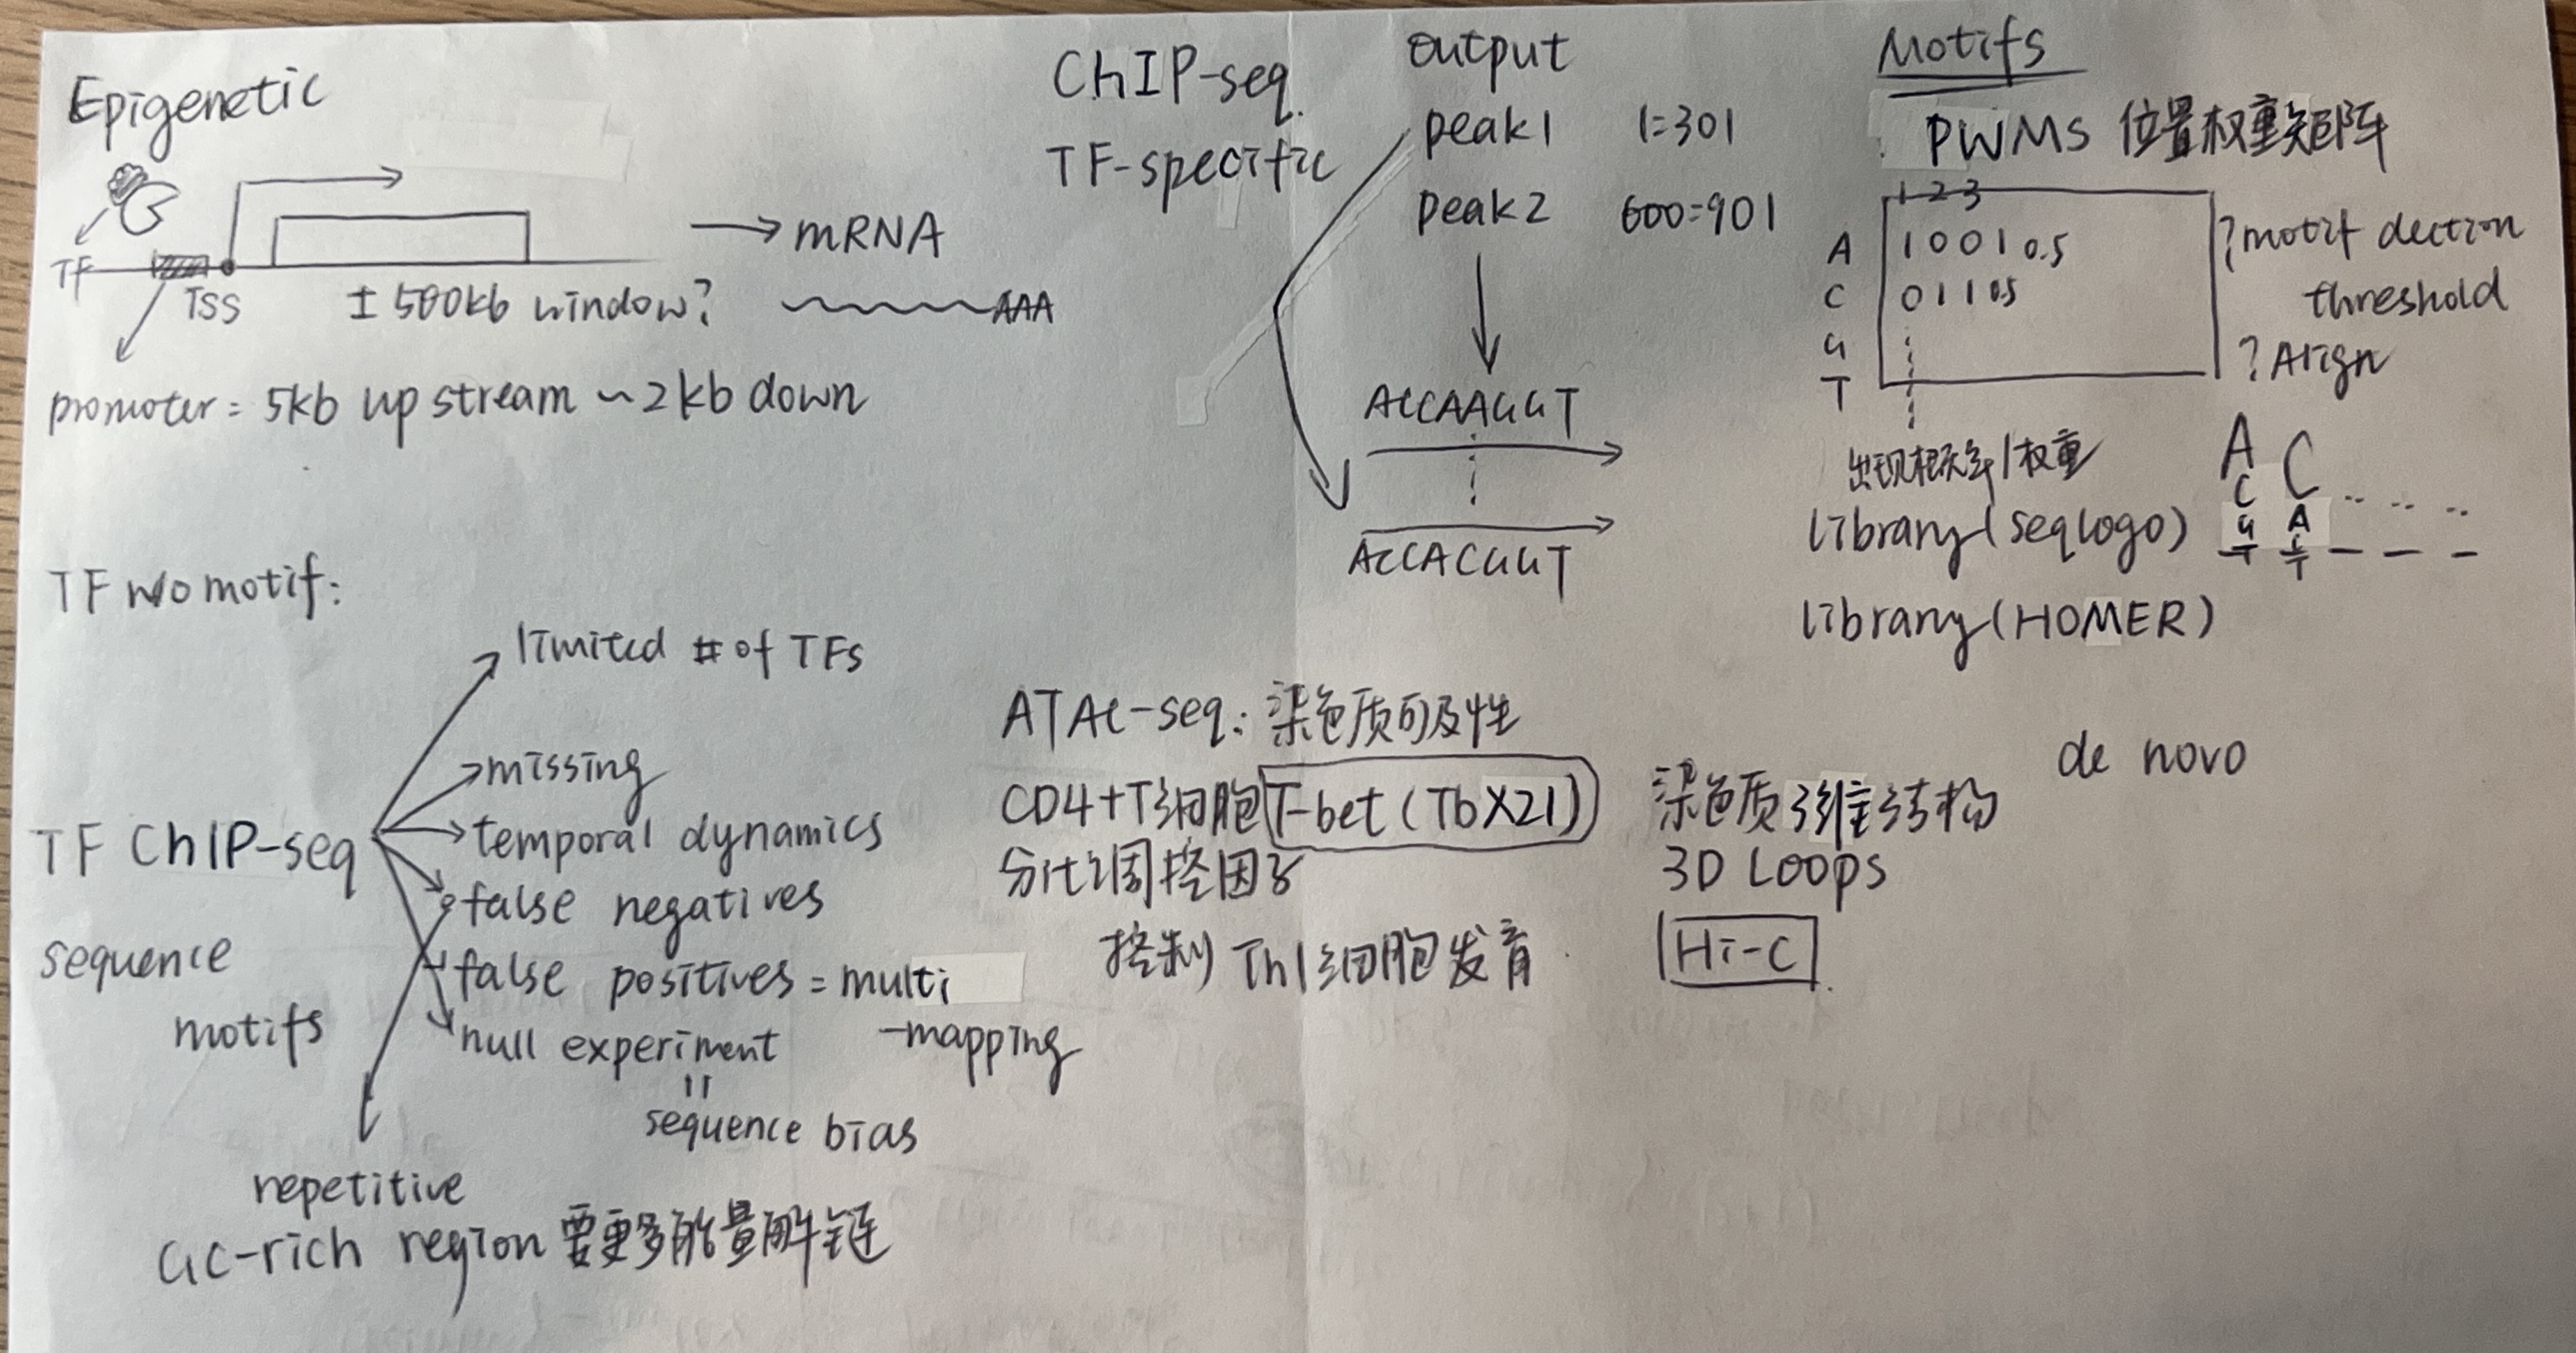 Epigenetic
TF
TSS
± 500kb window?
→ mRNA
AAA
promoter = 5kb up stream ~ 2kb down
TF w/o motif:
TF ChIP-seq
limited # of TFs
missing
temporal dynamics
false negatives
false positives = multi
-mapping
null experiment
=
sequence bias
sequence
motifs
repetitive
GC-rich region 要更多能量解链
ChIP-seq.
TF-specific
output
peak1 1=301
peak2 600=901
ACCAAGGT
ACCACGGT
ATAC-seq: 染色质可及性
CD4+T细胞 T-bet (TbX21)
分化调控因子
控制 Th1细胞发育
染色质3维结构
3D Loops
Hi-C
de novo
Motifs
PWMS 位置权重矩阵
1 2 3
A 1 0 0 1 0.5
C 0 1 1 0.5
G
T
? motif dection
threshold
? Align
出现概率/权重
library(seqlogo)
A C
C
G A
T T
library(HOMER)